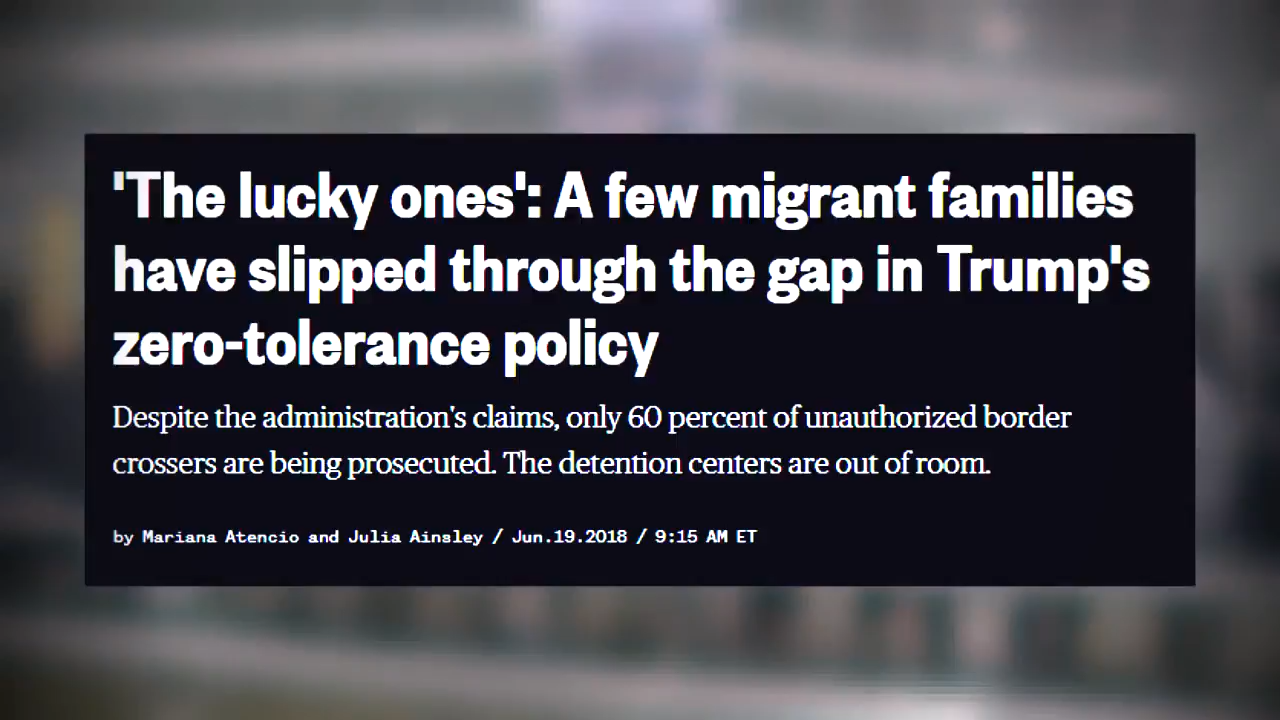 'The lucky ones': A few migrant families
have slipped through the gap in Trump's
zero-tolerance policy
Despite the administration's claims, only 60 percent of unauthorized border
crossers are being prosecuted. The detention centers are out of room.
by Mariana Atencio and Julia Ainsley / Jun.19.2018 / 9:15 AM ET